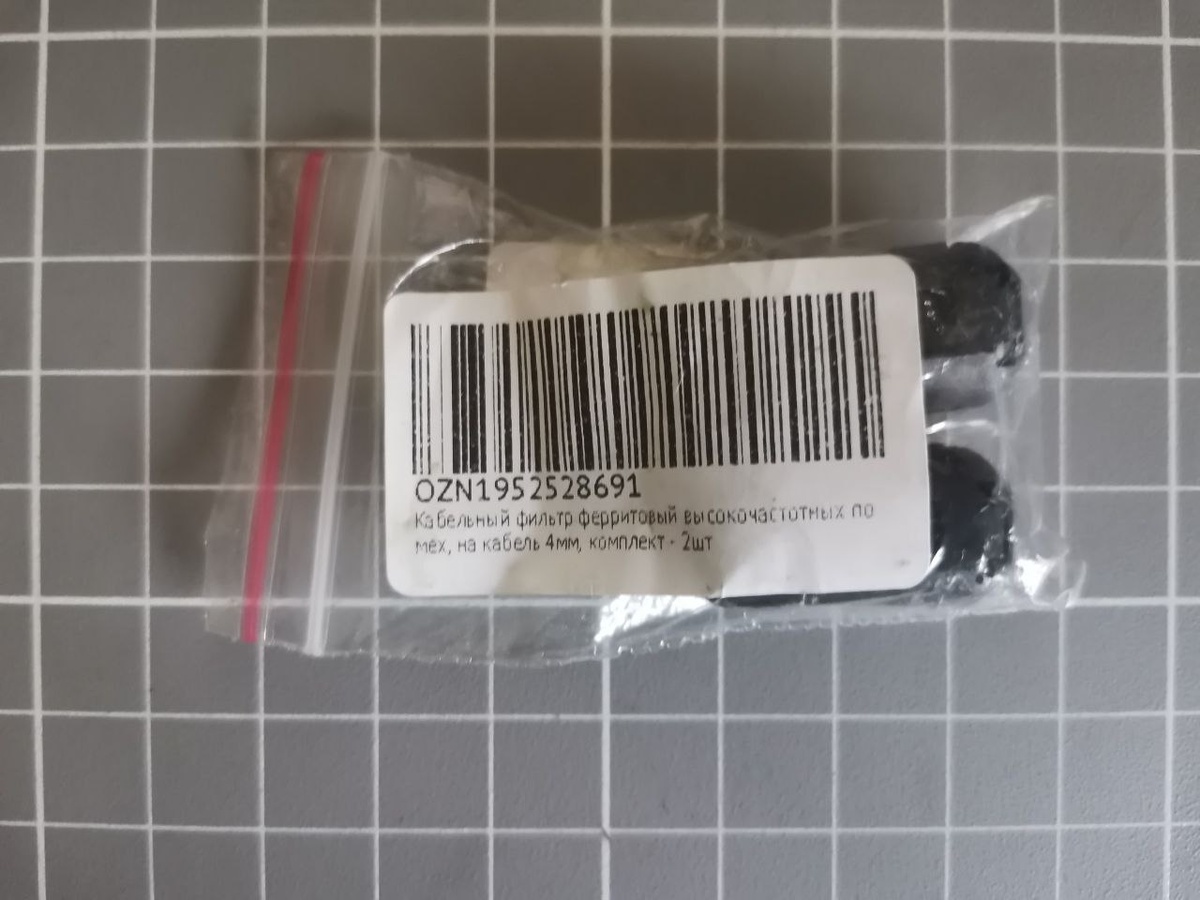 OZN1952528691
Кабельный фильтр ферритовый высокочастотных по
мех, на кабель 4мм, комплект - 2шт